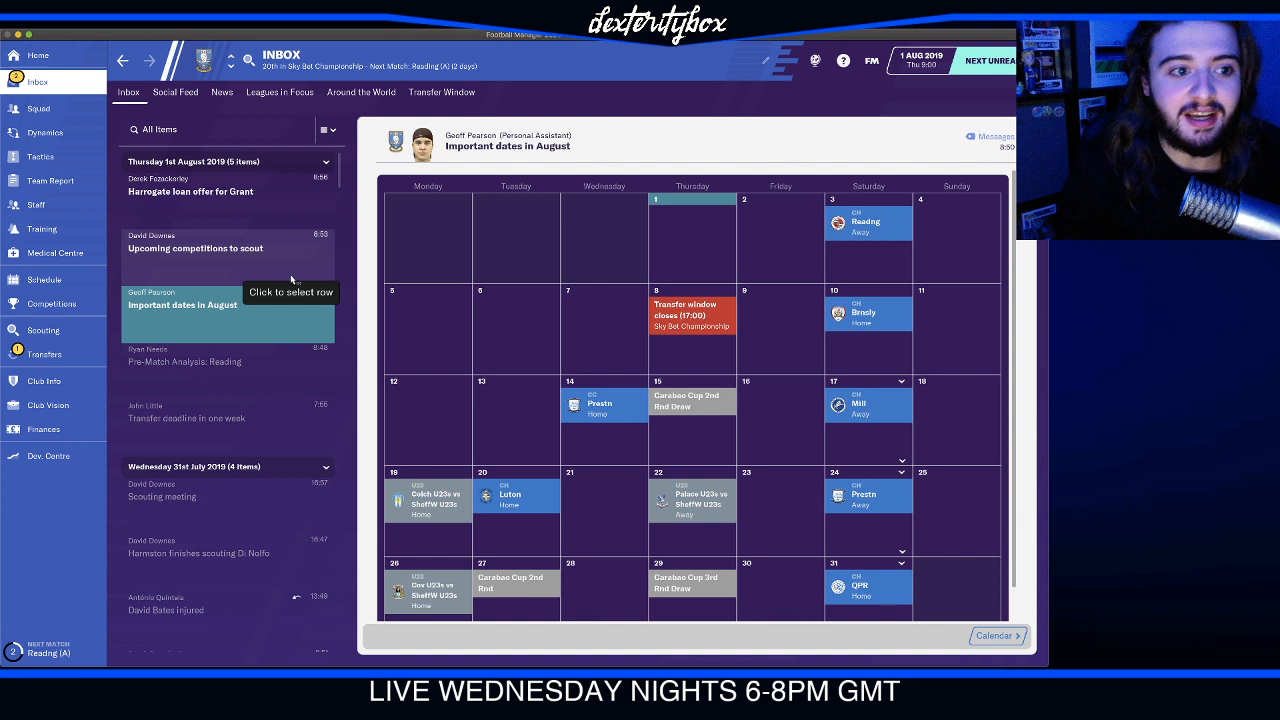 dexteritybox
Football Manager 20
INBOX
20th in Sky Bet Championship - Next Match: Reading (A) (2 days)
FM
1 AUG 2019
Thu 9:00
NEXT UNREA
Home
2
Inbox
Squad
Dynamics
Tactics
Team Report
Staff
Training
Medical Centre
Schedule
Competitions
Scouting
1
Transfers
Club Info
Club Vision
Finances
Dev. Centre
2
NEXT MATCH
Readng (A)
Inbox
Social Feed
News
Leagues in Focus
Around the World
Transfer Window
All Items
Thursday 1st August 2019 (5 items)
Derek Fazackerley
8:56
Harrogate loan offer for Grant
David Downes
8:53
Upcoming competitions to scout
Click to select row
Geoff Pearson
Important dates in August
Ryan Needs
8:48
Pre-Match Analysis: Reading
John Little
7:56
Transfer deadline in one week
Wednesday 31st July 2019 (4 items)
David Downes
16:57
Scouting meeting
David Downes
16:47
Harmston finishes scouting Di Nolfo
António Quintela
13:49
David Bates injured
Geoff Pearson (Personal Assistant)
Important dates in August
Messages
8:50
Monday
Tuesday
Wednesday
Thursday
Friday
Saturday
Sunday
1
2
3
CH
Readng
Away
4
5
6
7
8
Transfer window
closes (17:00)
Sky Bet Championship
9
10
CH
Brnsly
Home
11
12
13
14
CC
Prestn
Home
15
Carabao Cup 2nd
Rnd Draw
16
17
CH
Mill
Away
18
19
U23
Colch U23s vs
SheffW U23s
Home
20
CH
Luton
Home
21
22
U23
Palace U23s vs
SheffW U23s
Away
23
24
CH
Prestn
Away
25
26
U23
Cov U23s vs
SheffW U23s
Home
27
Carabao Cup 2nd
Rnd
28
29
Carabao Cup 3rd
Rnd Draw
30
31
CH
QPR
Home
Calendar
LIVE WEDNESDAY NIGHTS 6-8PM GMT